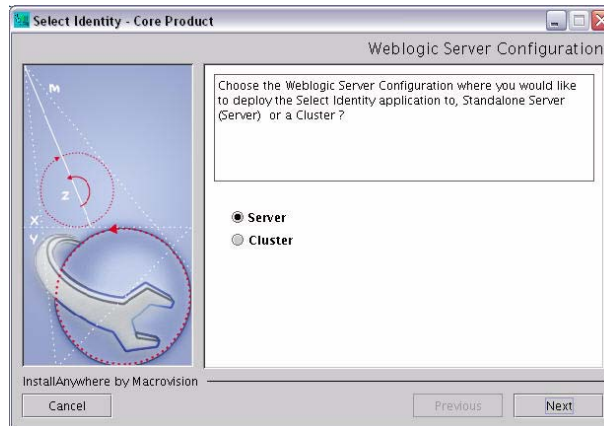 Select Identity - Core Product
Weblogic Server Configuration
Choose the Weblogic Server Configuration where you would like
to deploy the Select Identity application to, Standalone Server
(Server) or a Cluster ?
M
Z
X
Y
Server
Cluster
InstallAnywhere by Macrovision
Cancel
Previous
Next